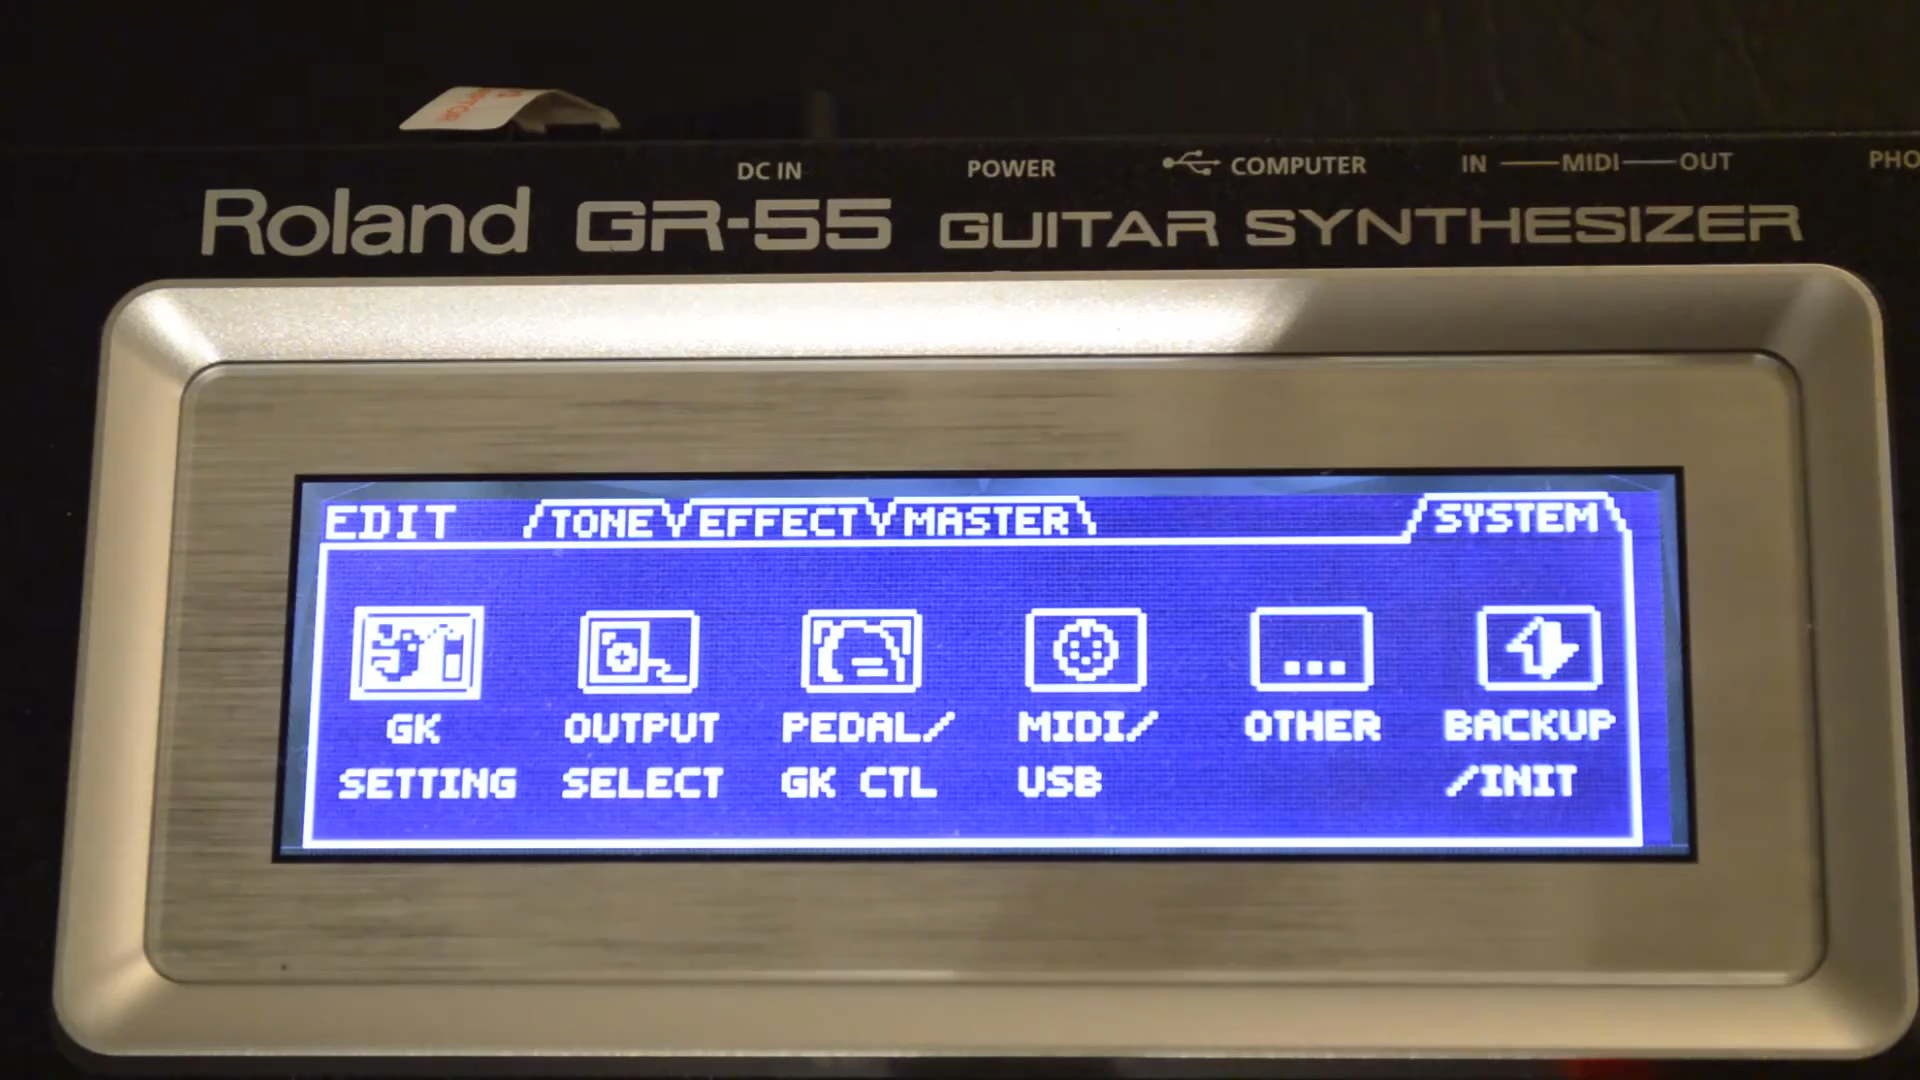 DC IN POWER COMPUTER IN MIDI OUT PHO
Roland GR-55 GUITAR SYNTHESIZER
EDIT TONE EFFECT MASTER SYSTEM
GK SETTING
OUTPUT SELECT
PEDAL/ GK CTL
MIDI/ USB
OTHER
BACKUP /INIT